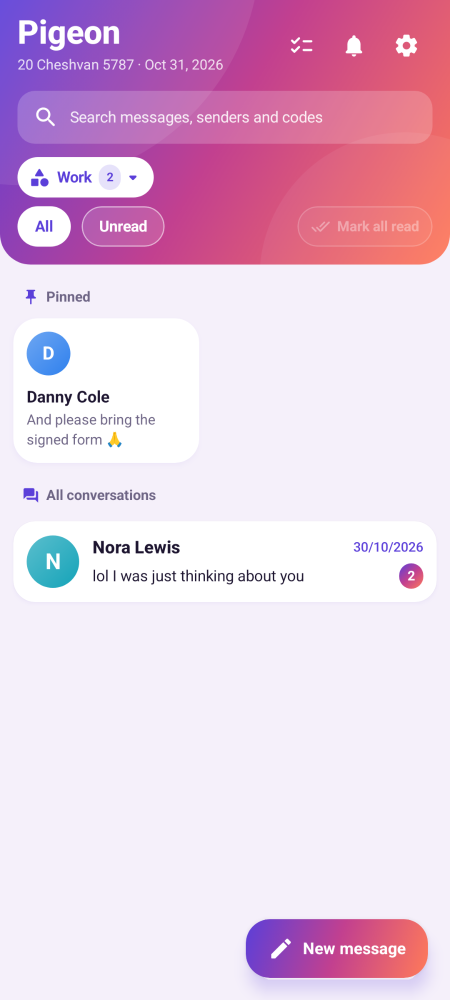 Pigeon
20 Cheshvan 5787 · Oct 31, 2026
Search messages, senders and codes
Work 2
All
Unread
Mark all read
Pinned
D
Danny Cole
And please bring the
signed form 🙏
All conversations
N
Nora Lewis
30/10/2026
lol I was just thinking about you
2
New message